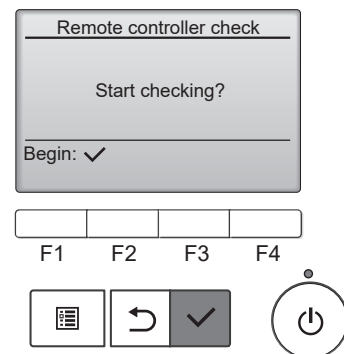 Remote controller check
Start checking?
Begin: ✓
F1 F2 F3 F4